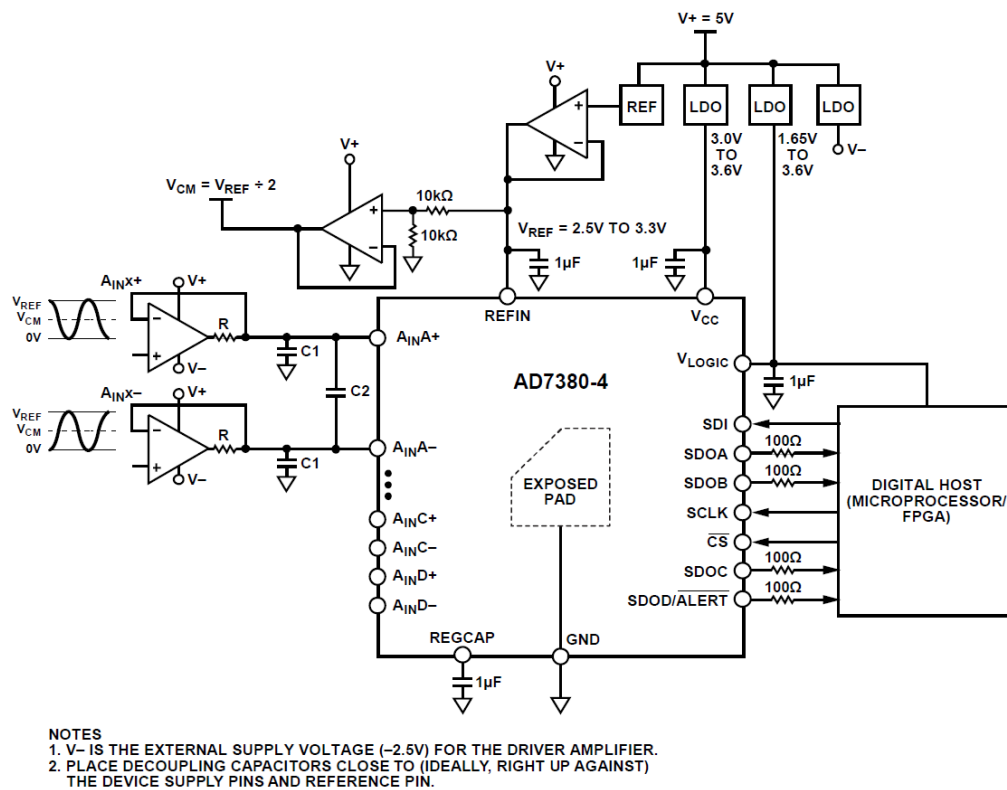 V+ = 5V
V+
REF
LDO
LDO
LDO
3.0V
TO
3.6V
1.65V
TO
3.6V
V–
V+
VCM = VREF ÷ 2
10kΩ
10kΩ
VREF = 2.5V TO 3.3V
1µF
1µF
REFIN
VCC
AINX+
V+
VREF
VCM
0V
R
C1
V–
AINA+
C2
AINX–
V+
VREF
VCM
0V
R
C1
V–
AINA–
AINC+
AINC–
AIND+
AIND–
AD7380-4
EXPOSED
PAD
VLOGIC
1µF
SDI
SDOA
100Ω
SDOB
100Ω
SCLK
CS
SDOC
100Ω
SDOD/ALERT
100Ω
DIGITAL HOST
(MICROPROCESSOR/
FPGA)
REGCAP
GND
1µF
NOTES
1. V– IS THE EXTERNAL SUPPLY VOLTAGE (–2.5V) FOR THE DRIVER AMPLIFIER.
2. PLACE DECOUPLING CAPACITORS CLOSE TO (IDEALLY, RIGHT UP AGAINST)
THE DEVICE SUPPLY PINS AND REFERENCE PIN.